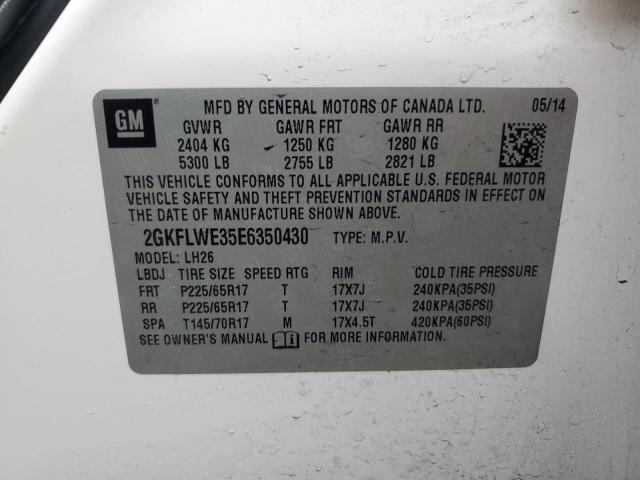 GM ® MFD BY GENERAL MOTORS OF CANADA LTD. 05/14
GVWR GAWR FRT GAWR RR
2404 KG 1250 KG 1280 KG
5300 LB 2755 LB 2821 LB
THIS VEHICLE CONFORMS TO ALL APPLICABLE U.S. FEDERAL MOTOR
VEHICLE SAFETY AND THEFT PREVENTION STANDARDS IN EFFECT ON
THE DATE OF MANUFACTURE SHOWN ABOVE.
2GKFLWE35E6350430 TYPE: M.P.V.
MODEL: LH26
LBDJ TIRE SIZE SPEED RTG RIM COLD TIRE PRESSURE
FRT P225/65R17 T 17X7J 240KPA(35PSI)
RR P225/65R17 T 17X7J 240KPA(35PSI)
SPA T145/70R17 M 17X4.5T 420KPA(60PSI)
SEE OWNER'S MANUAL FOR MORE INFORMATION.